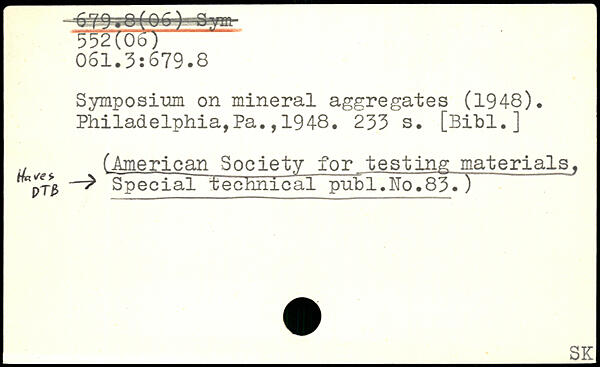 679.8(06) Sym
552(06)
061.3:679.8
Symposium on mineral aggregates (1948).
Philadelphia,Pa.,1948. 233 s. [Bibl.]
(American Society for testing materials,
Haves
DTB → Special technical publ.No.83.)
SK